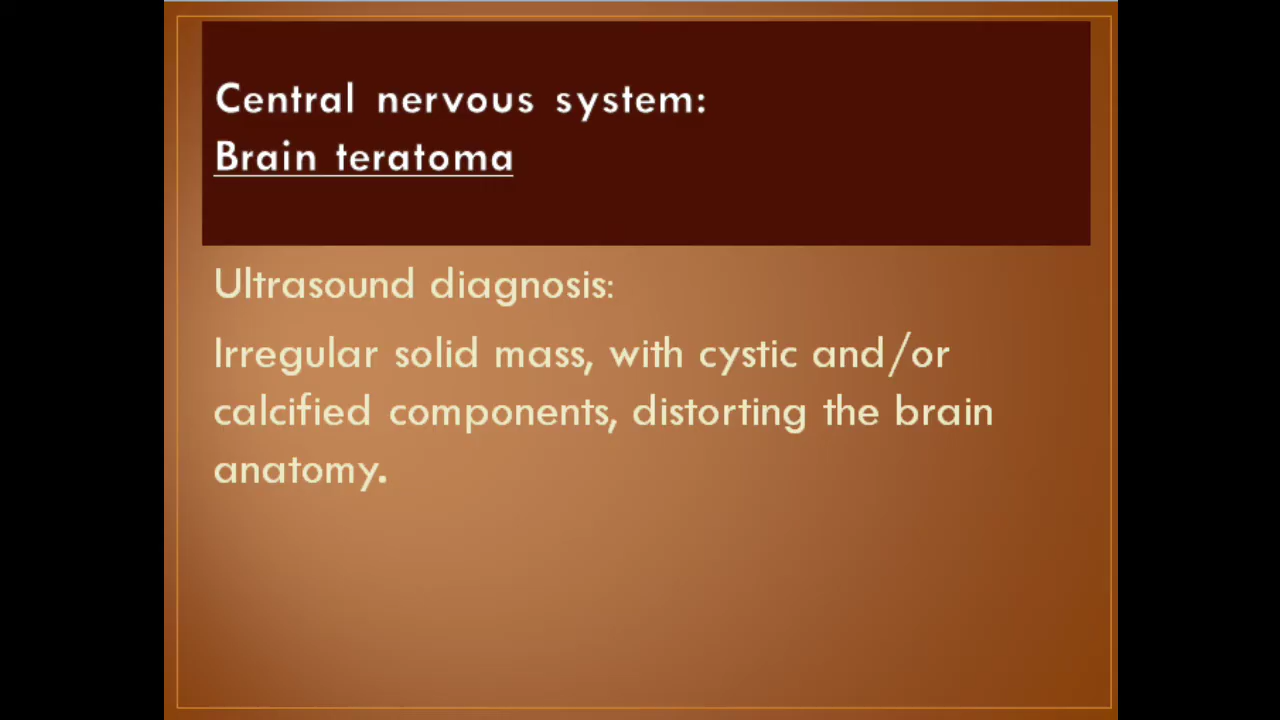 Central nervous system:
Brain teratoma
Ultrasound diagnosis:
Irregular solid mass, with cystic and/or
calcified components, distorting the brain
anatomy.